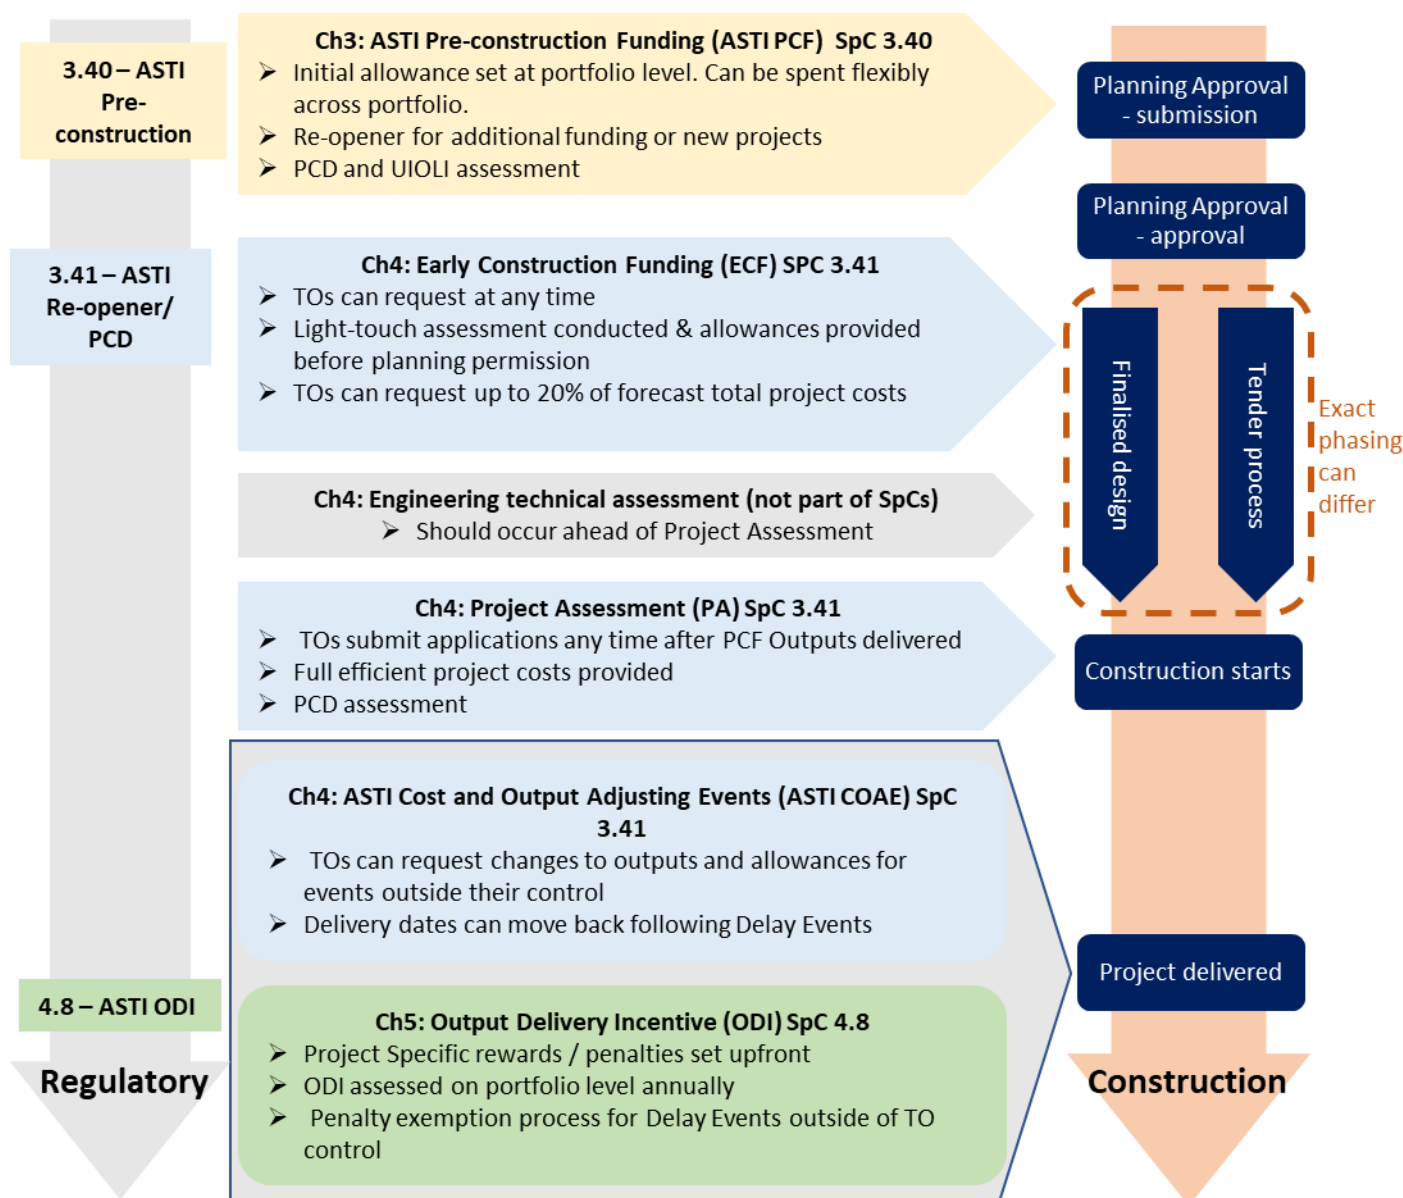 3.40 – ASTI
Pre-
construction
Ch3: ASTI Pre-construction Funding (ASTI PCF)  SpC 3.40
➢ Initial allowance set at portfolio level. Can be spent flexibly
across portfolio.
➢ Re-opener for additional funding or new projects
➢ PCD and UIOLI assessment
Planning Approval
- submission
Planning Approval
- approval
3.41 – ASTI
Re-opener/
PCD
Ch4: Early Construction Funding (ECF) SPC 3.41
➢ TOs can request at any time
➢ Light-touch assessment conducted & allowances provided
before planning permission
➢ TOs can request up to 20% of forecast total project costs
Finalised design
Tender process
Exact
phasing
can
differ
Ch4: Engineering technical assessment (not part of SpCs)
➢ Should occur ahead of Project Assessment
Ch4: Project Assessment (PA) SpC 3.41
➢ TOs submit applications any time after PCF Outputs delivered
➢ Full efficient project costs provided
➢ PCD assessment
Construction starts
Ch4: ASTI Cost and Output Adjusting Events (ASTI COAE) SpC
3.41
➢ TOs can request changes to outputs and allowances for
events outside their control
➢ Delivery dates can move back following Delay Events
Project delivered
4.8 – ASTI ODI
Ch5: Output Delivery Incentive (ODI) SpC 4.8
➢ Project Specific rewards / penalties set upfront
➢ ODI assessed on portfolio level annually
➢ Penalty exemption process for Delay Events outside of TO
control
Regulatory
Construction